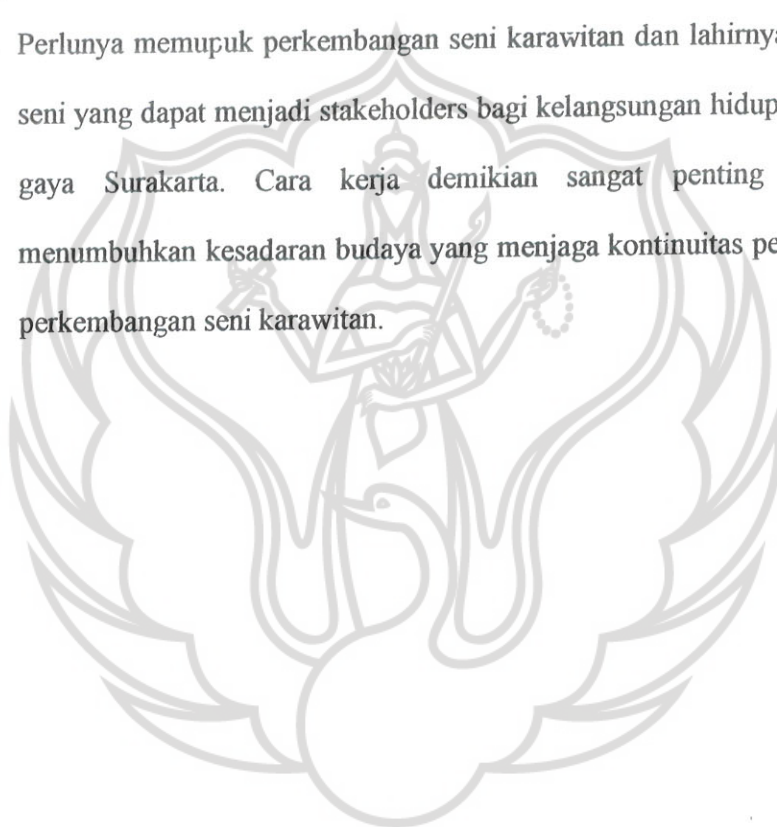 Perlunya memupuk perkembangan seni karawitan dan lahirnya
seni yang dapat menjadi stakeholders bagi kelangsungan hidup
gaya Surakarta. Cara kerja demikian sangat penting
menumbuhkan kesadaran budaya yang menjaga kontinuitas pe
perkembangan seni karawitan.